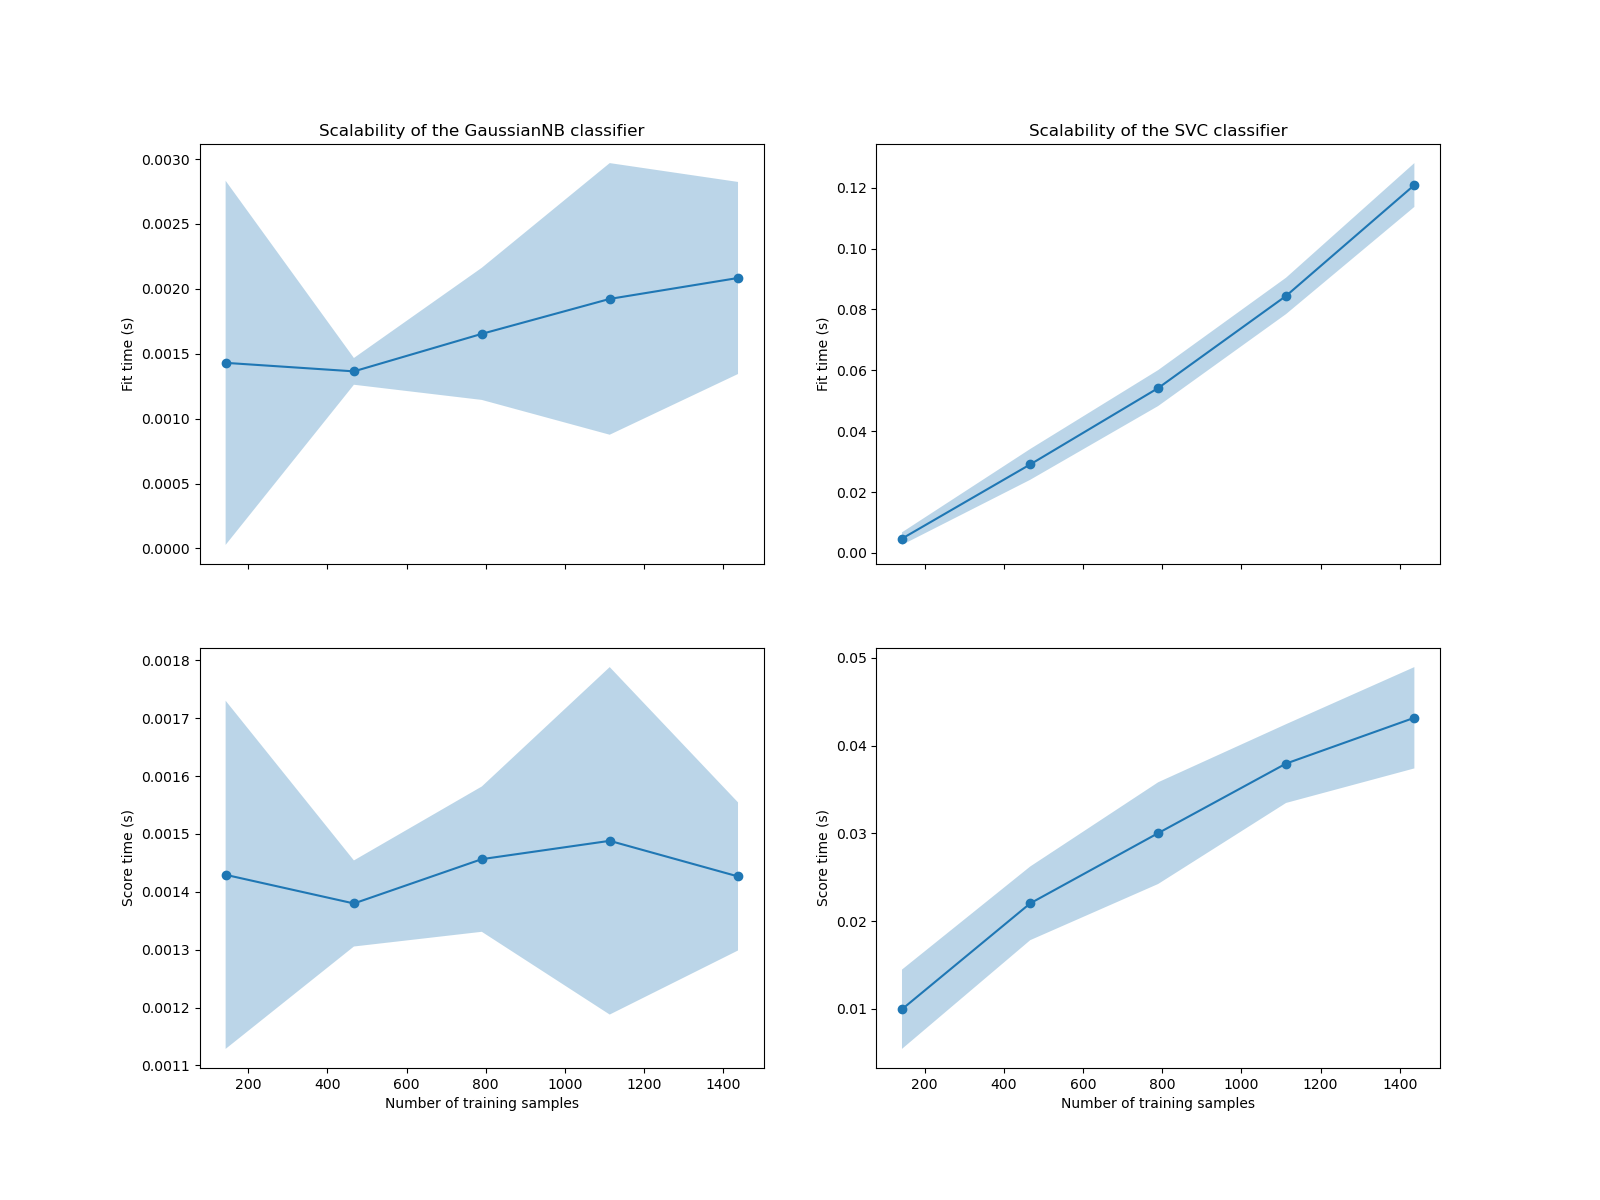 Scalability of the GaussianNB classifier
0.0030
0.0025
0.0020
0.0015
0.0010
0.0005
0.0000
Fit time (s)
Scalability of the SVC classifier
0.12
0.10
0.08
0.06
0.04
0.02
0.00
Fit time (s)
0.0018
0.0017
0.0016
0.0015
0.0014
0.0013
0.0012
0.0011
Score time (s)
200 400 600 800 1000 1200 1400
Number of training samples
0.05
0.04
0.03
0.02
0.01
Score time (s)
200 400 600 800 1000 1200 1400
Number of training samples